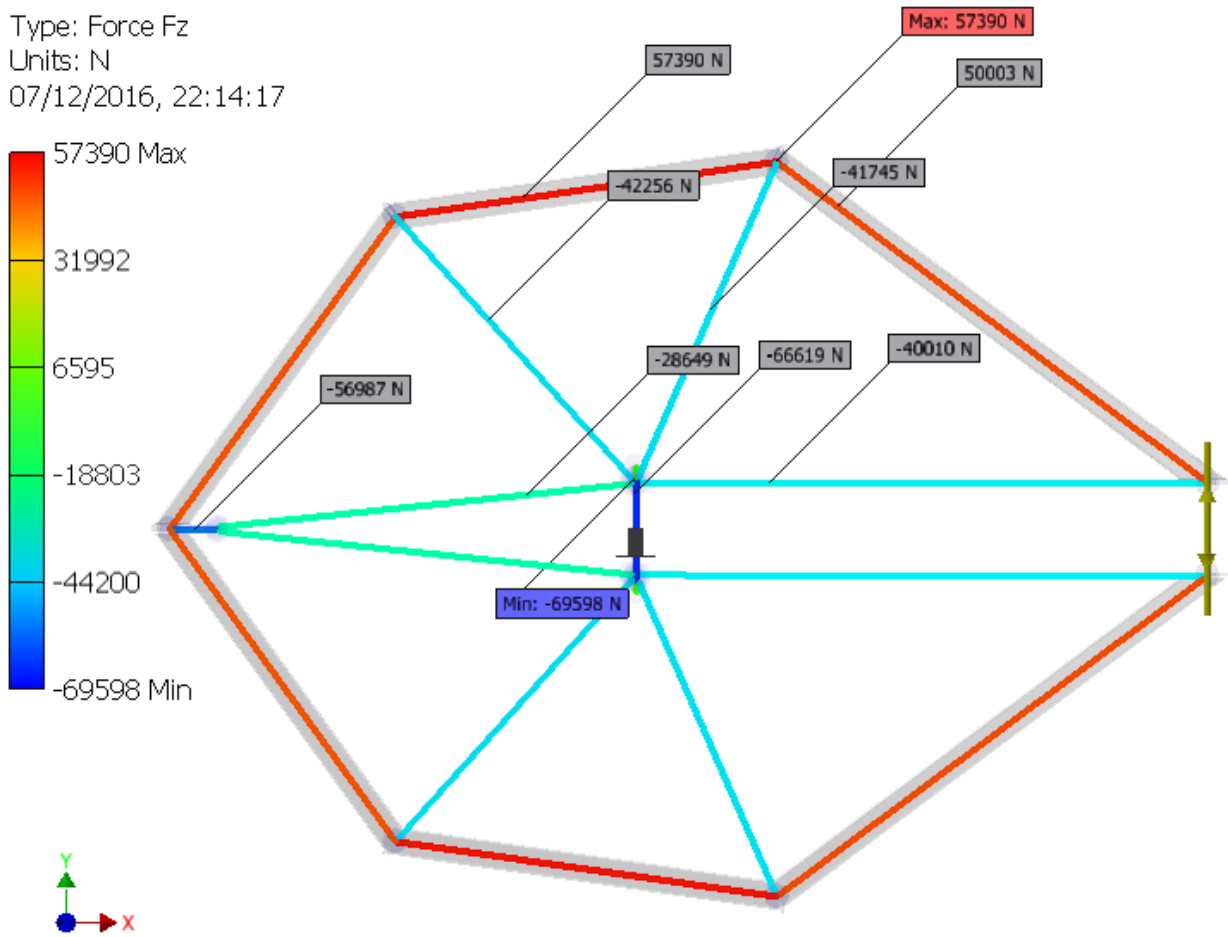 Type: Force Fz
Units: N
07/12/2016, 22:14:17
57390 Max
31992
6595
-18803
-44200
-69598 Min
Max: 57390 N
57390 N
50003 N
-42256 N
-41745 N
-28649 N
-66619 N
-40010 N
-56987 N
Min: -69598 N
Y
X